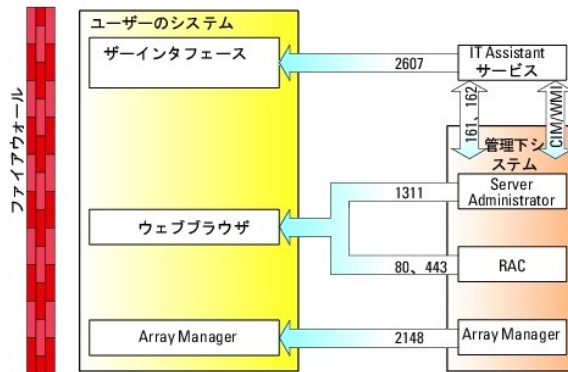 ファイアウォール
ユーザーのシステム
ザーインタフェース
2607
IT Assistant
サービス
161、162
CIM/WMI
管理下シ
ステム
1311
Server
Administrator
ウェブブラウザ
80、443
RAC
Array Manager
2148
Array Manager